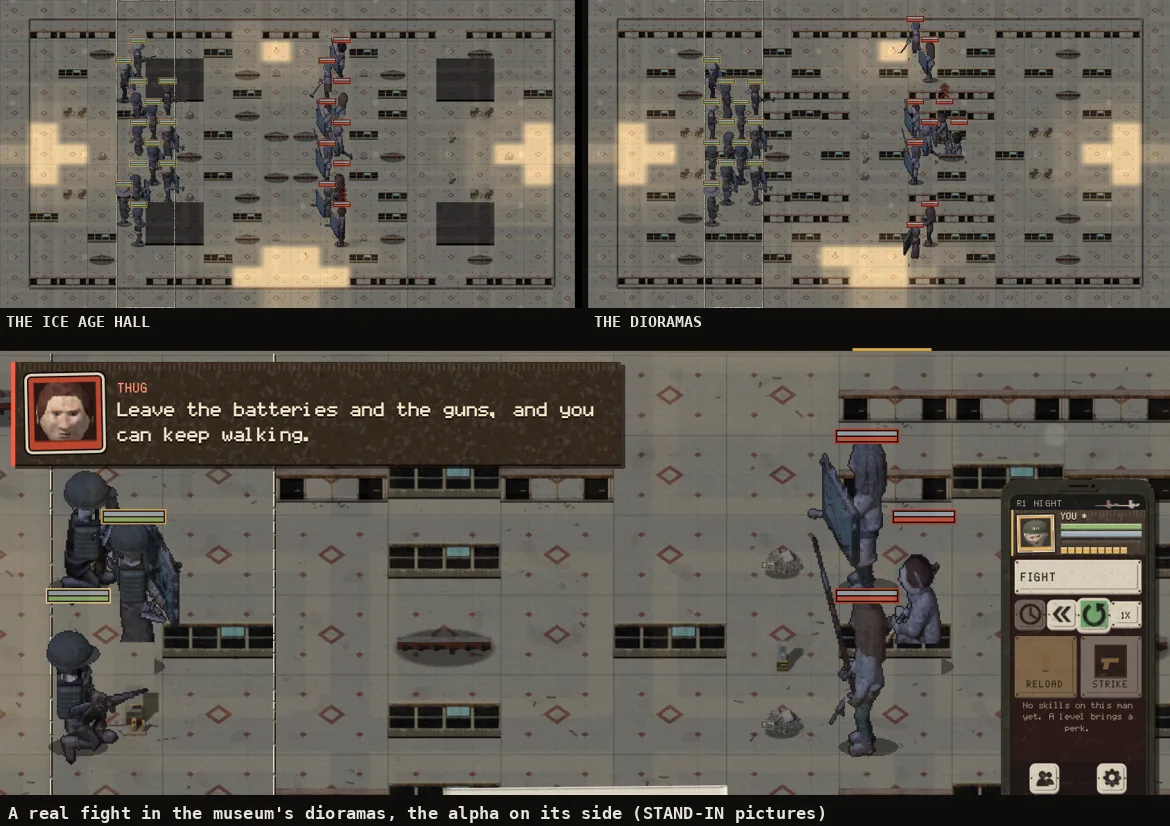 THE ICE AGE HALL
THE DIORAMAS
THUG
Leave the batteries and the guns, and you
can keep walking.
R1 NIGHT
YOU *
FIGHT
1X
RELOAD
STRIKE
No skills on this man
yet. A level brings a
perk.
A real fight in the museum's dioramas, the alpha on its side (STAND-IN pictures)